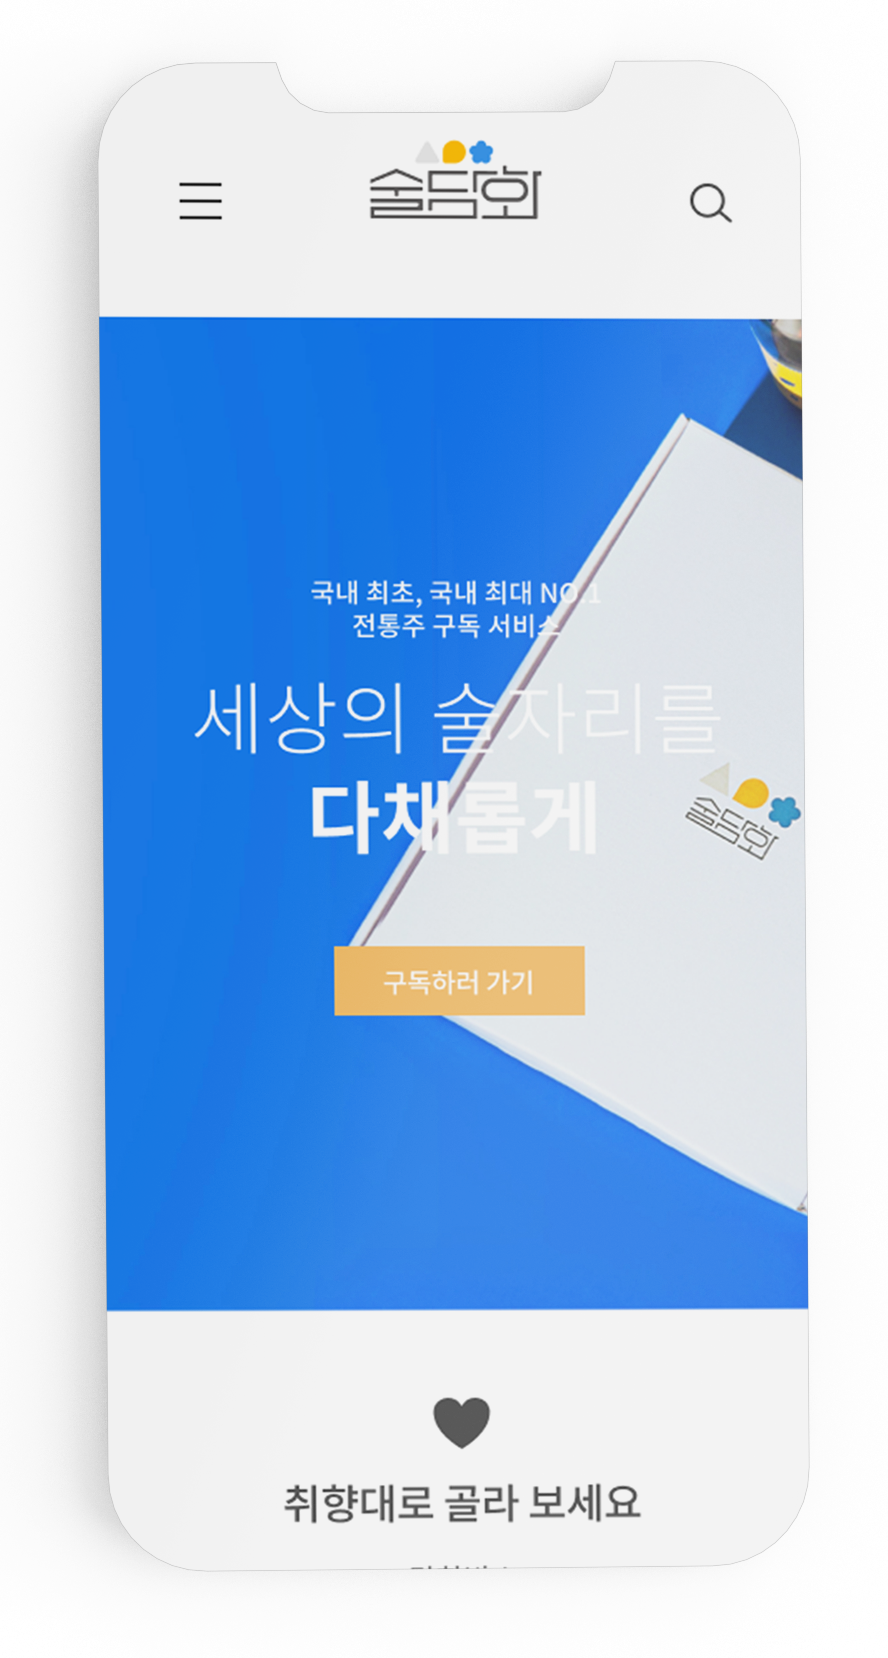 술담화
국내 최초, 국내 최대 NO.1
전통주 구독 서비스
세상의 술자리를
다채롭게
술담화
구독하러 가기
취향대로 골라 보세요